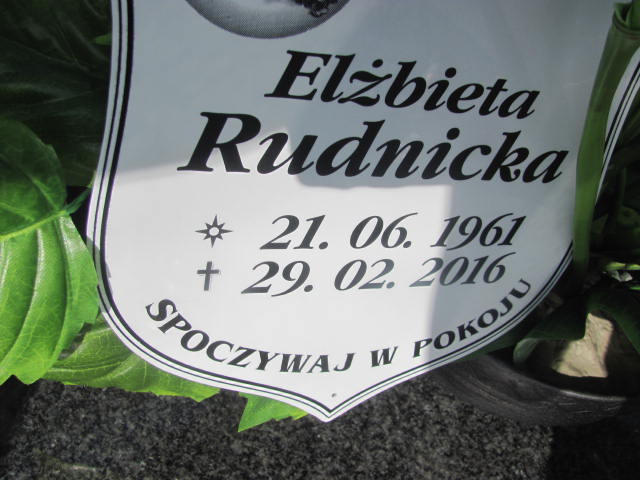 Elżbieta
Rudnicka
21. 06. 1961
29. 02. 2016
SPOCZYWAJ W POKOJU